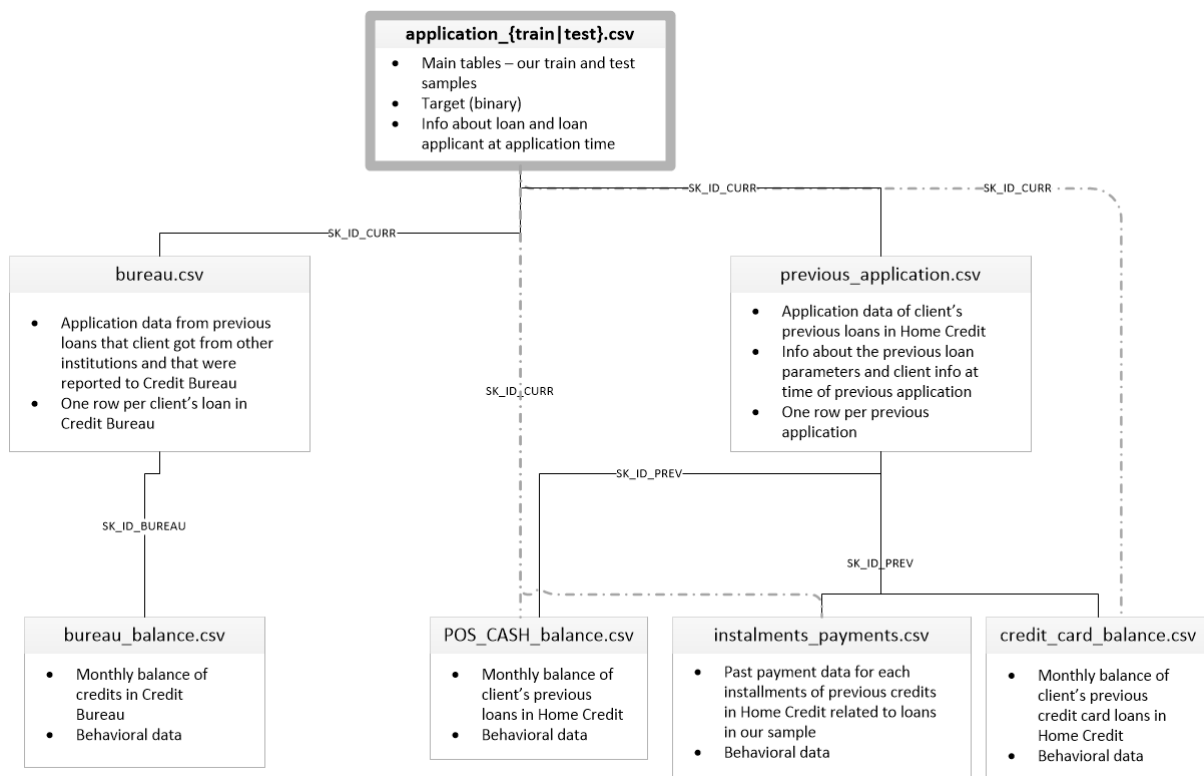 application_{train|test}.csv
• Main tables – our train and test
samples
• Target (binary)
• Info about loan and loan
applicant at application time
SK_ID_CURR
SK_ID_CURR
SK_ID_CURR
bureau.csv
• Application data from previous
loans that client got from other
institutions and that were
reported to Credit Bureau
• One row per client's loan in
Credit Bureau
previous_application.csv
• Application data of client's
previous loans in Home Credit
• Info about the previous loan
parameters and client info at
time of previous application
• One row per previous
application
SK_ID_CURR
SK_ID_PREV
SK_ID_BUREAU
SK_ID_PREV
bureau_balance.csv
• Monthly balance of
credits in Credit
Bureau
• Behavioral data
POS_CASH_balance.csv
• Monthly balance of
client's previous
loans in Home Credit
• Behavioral data
instalments_payments.csv
• Past payment data for each
installments of previous credits
in Home Credit related to loans
in our sample
• Behavioral data
credit_card_balance.csv
• Monthly balance of
client's previous
credit card loans in
Home Credit
• Behavioral data